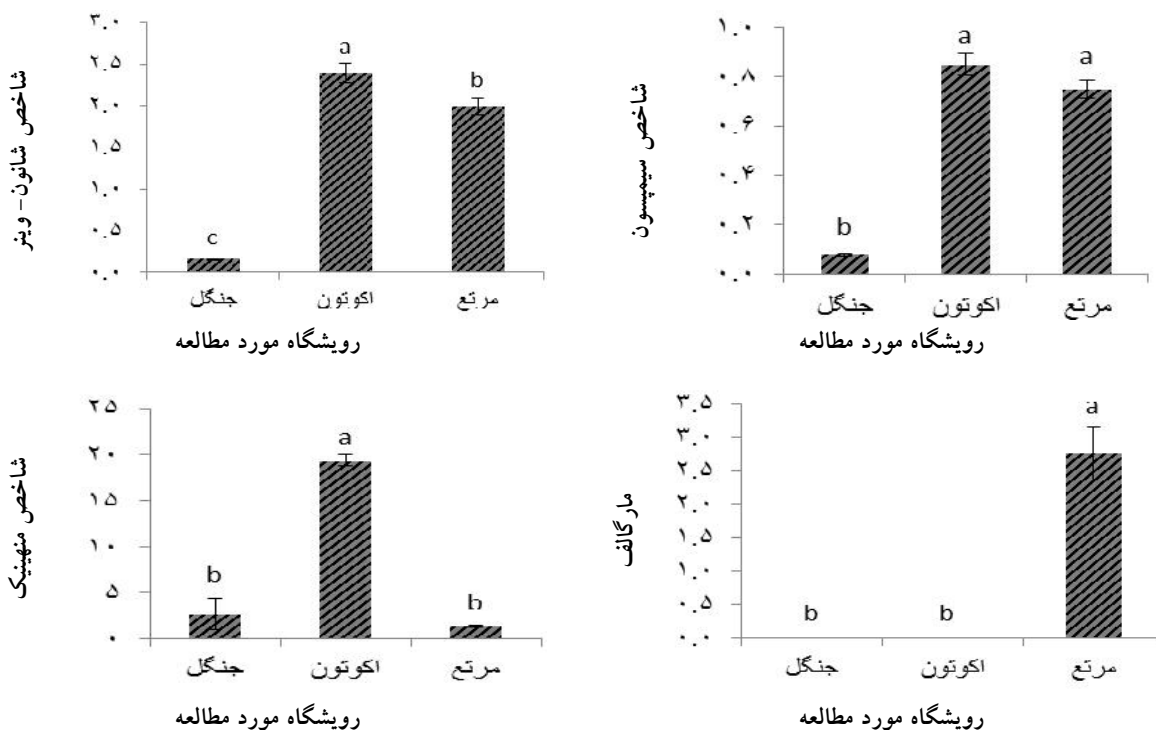 شاخص شانون- وینر
۳.۰
۲.۵
۲.۰
۱.۵
۱.۰
۰.۵
۰.۰
c
a
b
جنگل
اکوتون
مرتع
رویشگاه مورد مطالعه
شاخص سیمپسون
۱.۰
۰.۸
۰.۶
۰.۴
۰.۲
۰.۰
b
a
a
جنگل
اکوتون
مرتع
رویشگاه مورد مطالعه
شاخص منهینیک
۲۵
۲۰
۱۵
۱۰
۵
۰
b
a
b
جنگل
اکوتون
مرتع
رویشگاه مورد مطالعه
مارگالف
۳.۵
۳.۰
۲.۵
۲.۰
۱.۵
۱.۰
۰.۵
۰.۰
b
b
a
جنگل
اکوتون
مرتع
رویشگاه مورد مطالعه